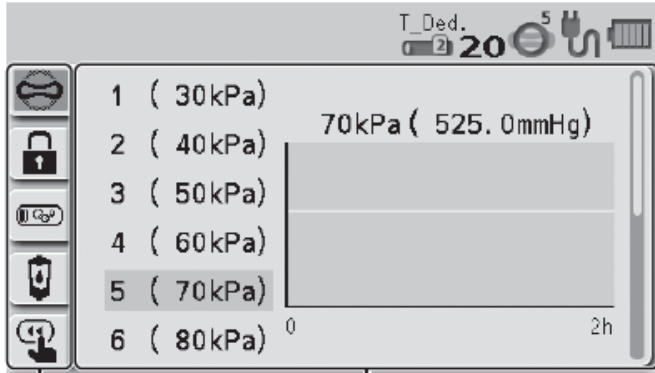 T_Ded.
2 20 5
1 ( 30kPa)
2 ( 40kPa)
3 ( 50kPa)
4 ( 60kPa)
5 ( 70kPa)
6 ( 80kPa)
70kPa( 525.0mmHg)
0 2h